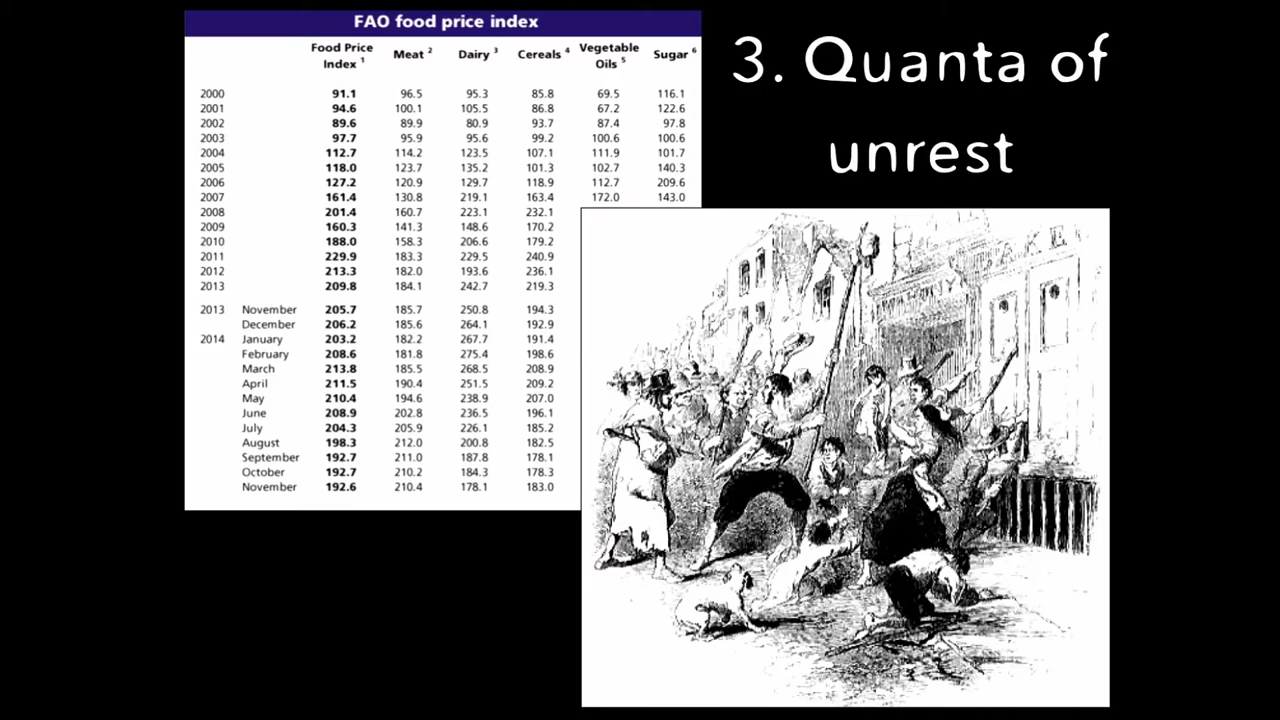 FAO food price index
3. Quanta of
unrest
Food Price Index 1 Meat 2 Dairy 3 Cereals 4 Vegetable Oils 5 Sugar 6
2000 91.1 96.5 95.3 85.8 69.5 116.1
2001 94.6 100.1 105.5 86.8 67.2 122.6
2002 89.6 89.9 80.9 93.7 87.4 97.8
2003 97.7 95.9 95.6 99.2 100.6 100.6
2004 112.7 114.2 123.5 107.1 111.9 101.7
2005 118.0 123.7 135.2 101.3 102.7 140.3
2006 127.2 120.9 129.7 118.9 112.7 209.6
2007 161.4 130.8 219.1 163.4 172.0 143.0
2008 201.4 160.7 223.1 232.1
2009 160.3 141.3 148.6 170.2
2010 188.0 158.3 206.6 179.2
2011 229.9 183.3 229.5 240.9
2012 213.3 182.0 193.6 236.1
2013 209.8 184.1 242.7 219.3
2013 November 205.7 185.7 250.8 194.3
December 206.2 185.6 264.1 192.9
2014 January 203.2 182.2 267.7 191.4
February 208.6 181.8 275.4 198.6
March 213.8 185.5 268.5 208.9
April 211.5 190.4 251.5 209.2
May 210.4 194.6 238.9 207.0
June 208.9 202.8 236.5 196.1
July 204.3 205.9 226.1 185.2
August 198.3 212.0 200.8 182.5
September 192.7 211.0 187.8 178.1
October 192.7 210.2 184.3 178.3
November 192.6 210.4 178.1 183.0